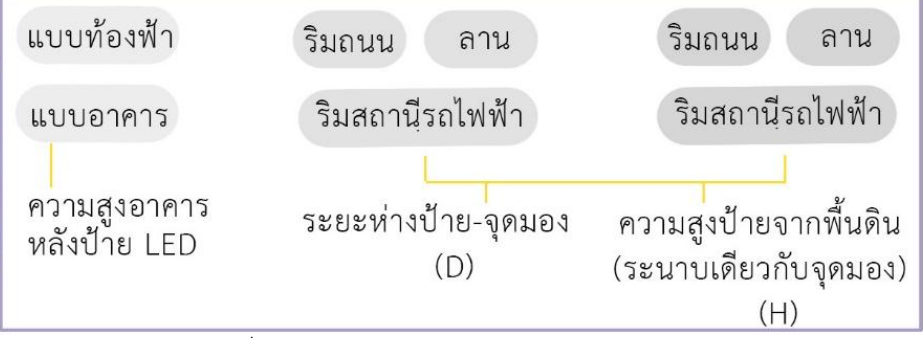 แบบท้องฟ้า
ริมถนน ลาน
ริมถนน ลาน
แบบอาคาร
ริมสถานีรถไฟฟ้า
ริมสถานีรถไฟฟ้า
ความสูงอาคาร
หลังป้าย LED
ระยะห่างป้าย-จุดมอง
(D)
ความสูงป้ายจากพื้นดิน
(ระนาบเดียวกับจุดมอง)
(H)